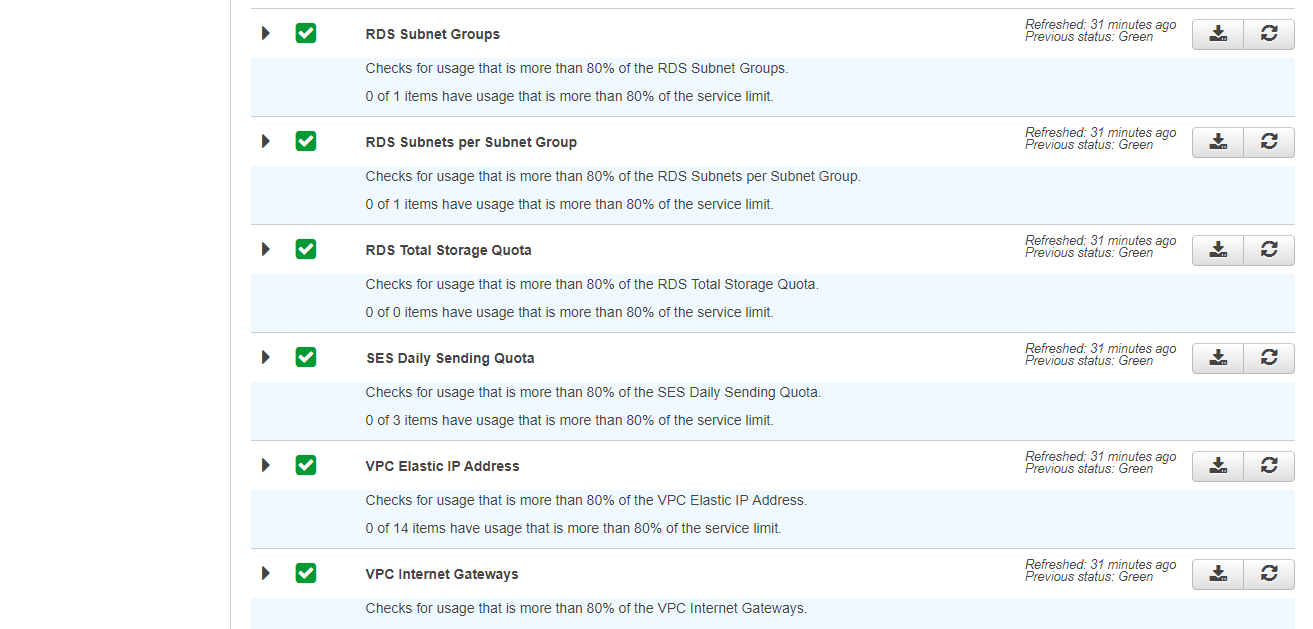 RDS Subnet Groups
Refreshed: 31 minutes ago
Previous status: Green
Checks for usage that is more than 80% of the RDS Subnet Groups.
0 of 1 items have usage that is more than 80% of the service limit.
RDS Subnets per Subnet Group
Refreshed: 31 minutes ago
Previous status: Green
Checks for usage that is more than 80% of the RDS Subnets per Subnet Group.
0 of 1 items have usage that is more than 80% of the service limit.
RDS Total Storage Quota
Refreshed: 31 minutes ago
Previous status: Green
Checks for usage that is more than 80% of the RDS Total Storage Quota.
0 of 0 items have usage that is more than 80% of the service limit.
SES Daily Sending Quota
Refreshed: 31 minutes ago
Previous status: Green
Checks for usage that is more than 80% of the SES Daily Sending Quota.
0 of 3 items have usage that is more than 80% of the service limit.
VPC Elastic IP Address
Refreshed: 31 minutes ago
Previous status: Green
Checks for usage that is more than 80% of the VPC Elastic IP Address.
0 of 14 items have usage that is more than 80% of the service limit.
VPC Internet Gateways
Refreshed: 31 minutes ago
Previous status: Green
Checks for usage that is more than 80% of the VPC Internet Gateways.